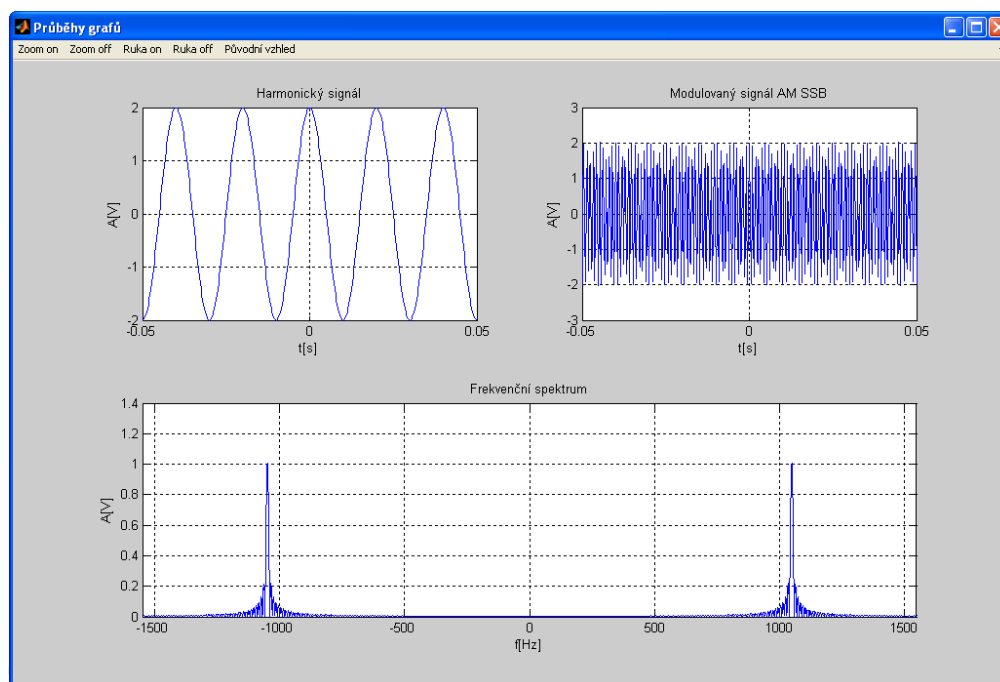 Průběhy grafů
Zoom on Zoom off Ruka on Ruka off Původní vzhled
Harmonický signál
2
1
0
-1
-2
A[V]
-0.05 0 0.05
t[s]
Modulovaný signál AM SSB
3
2
1
0
-1
-2
-3
A[V]
-0.05 0 0.05
t[s]
Frekvenční spektrum
1.4
1.2
1
0.8
0.6
0.4
0.2
0
A[V]
-1500 -1000 -500 0 500 1000 1500
f[Hz]